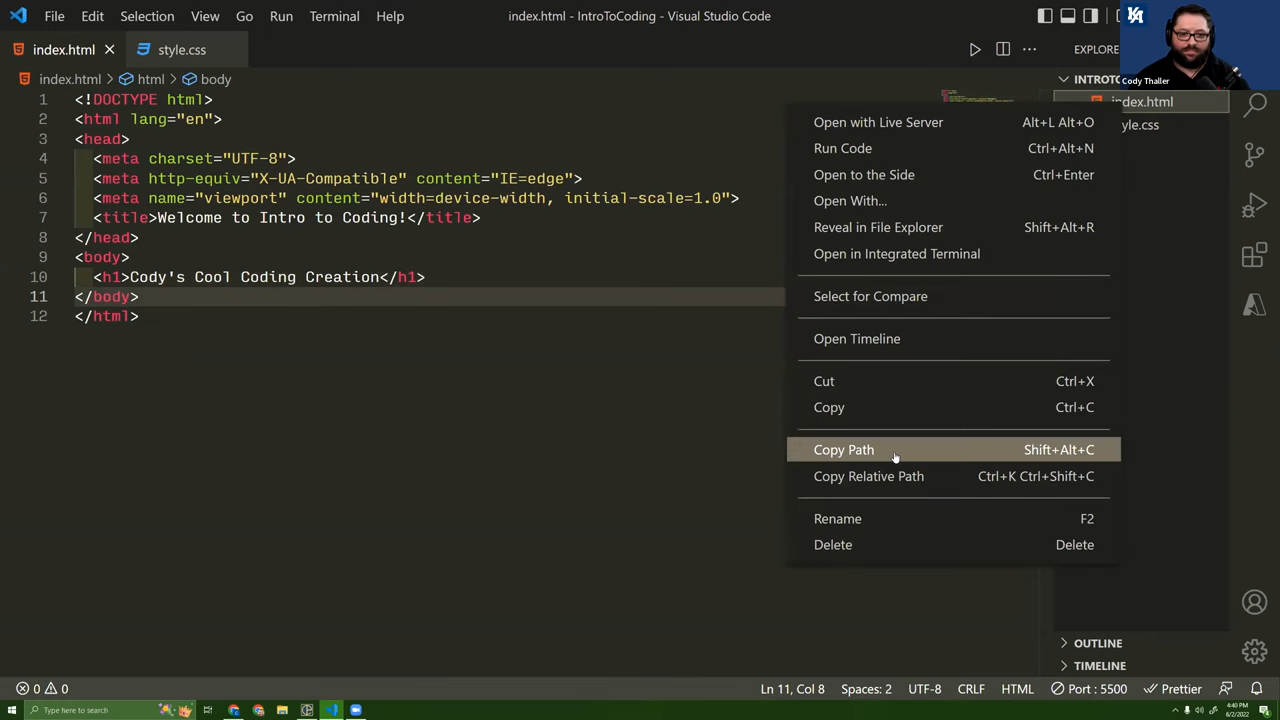 File Edit Selection View Go Run Terminal Help
index.html - IntroToCoding - Visual Studio Code
Cody Thaller
index.html
style.css
EXPLORE
index.html html body
INTROTO
1 <!DOCTYPE html>
2 <html lang="en">
3 <head>
4 <meta charset="UTF-8">
5 <meta http-equiv="X-UA-Compatible" content="IE=edge">
6 <meta name="viewport" content="width=device-width, initial-scale=1.0">
7 <title>Welcome to Intro to Coding!</title>
8 </head>
9 <body>
10 <h1>Cody's Cool Coding Creation</h1>
11 </body>
12 </html>
Open with Live Server Alt+L Alt+O
Run Code Ctrl+Alt+N
Open to the Side Ctrl+Enter
Open With...
Reveal in File Explorer Shift+Alt+R
Open in Integrated Terminal
Select for Compare
Open Timeline
Cut Ctrl+X
Copy Ctrl+C
Copy Path Shift+Alt+C
Copy Relative Path Ctrl+K Ctrl+Shift+C
Rename F2
Delete Delete
index.html
yle.css
OUTLINE
TIMELINE
0 0
Ln 11, Col 8 Spaces: 2 UTF-8 CRLF HTML Port : 5500 Prettier
Type here to search
4:40 PM
6/2/2022